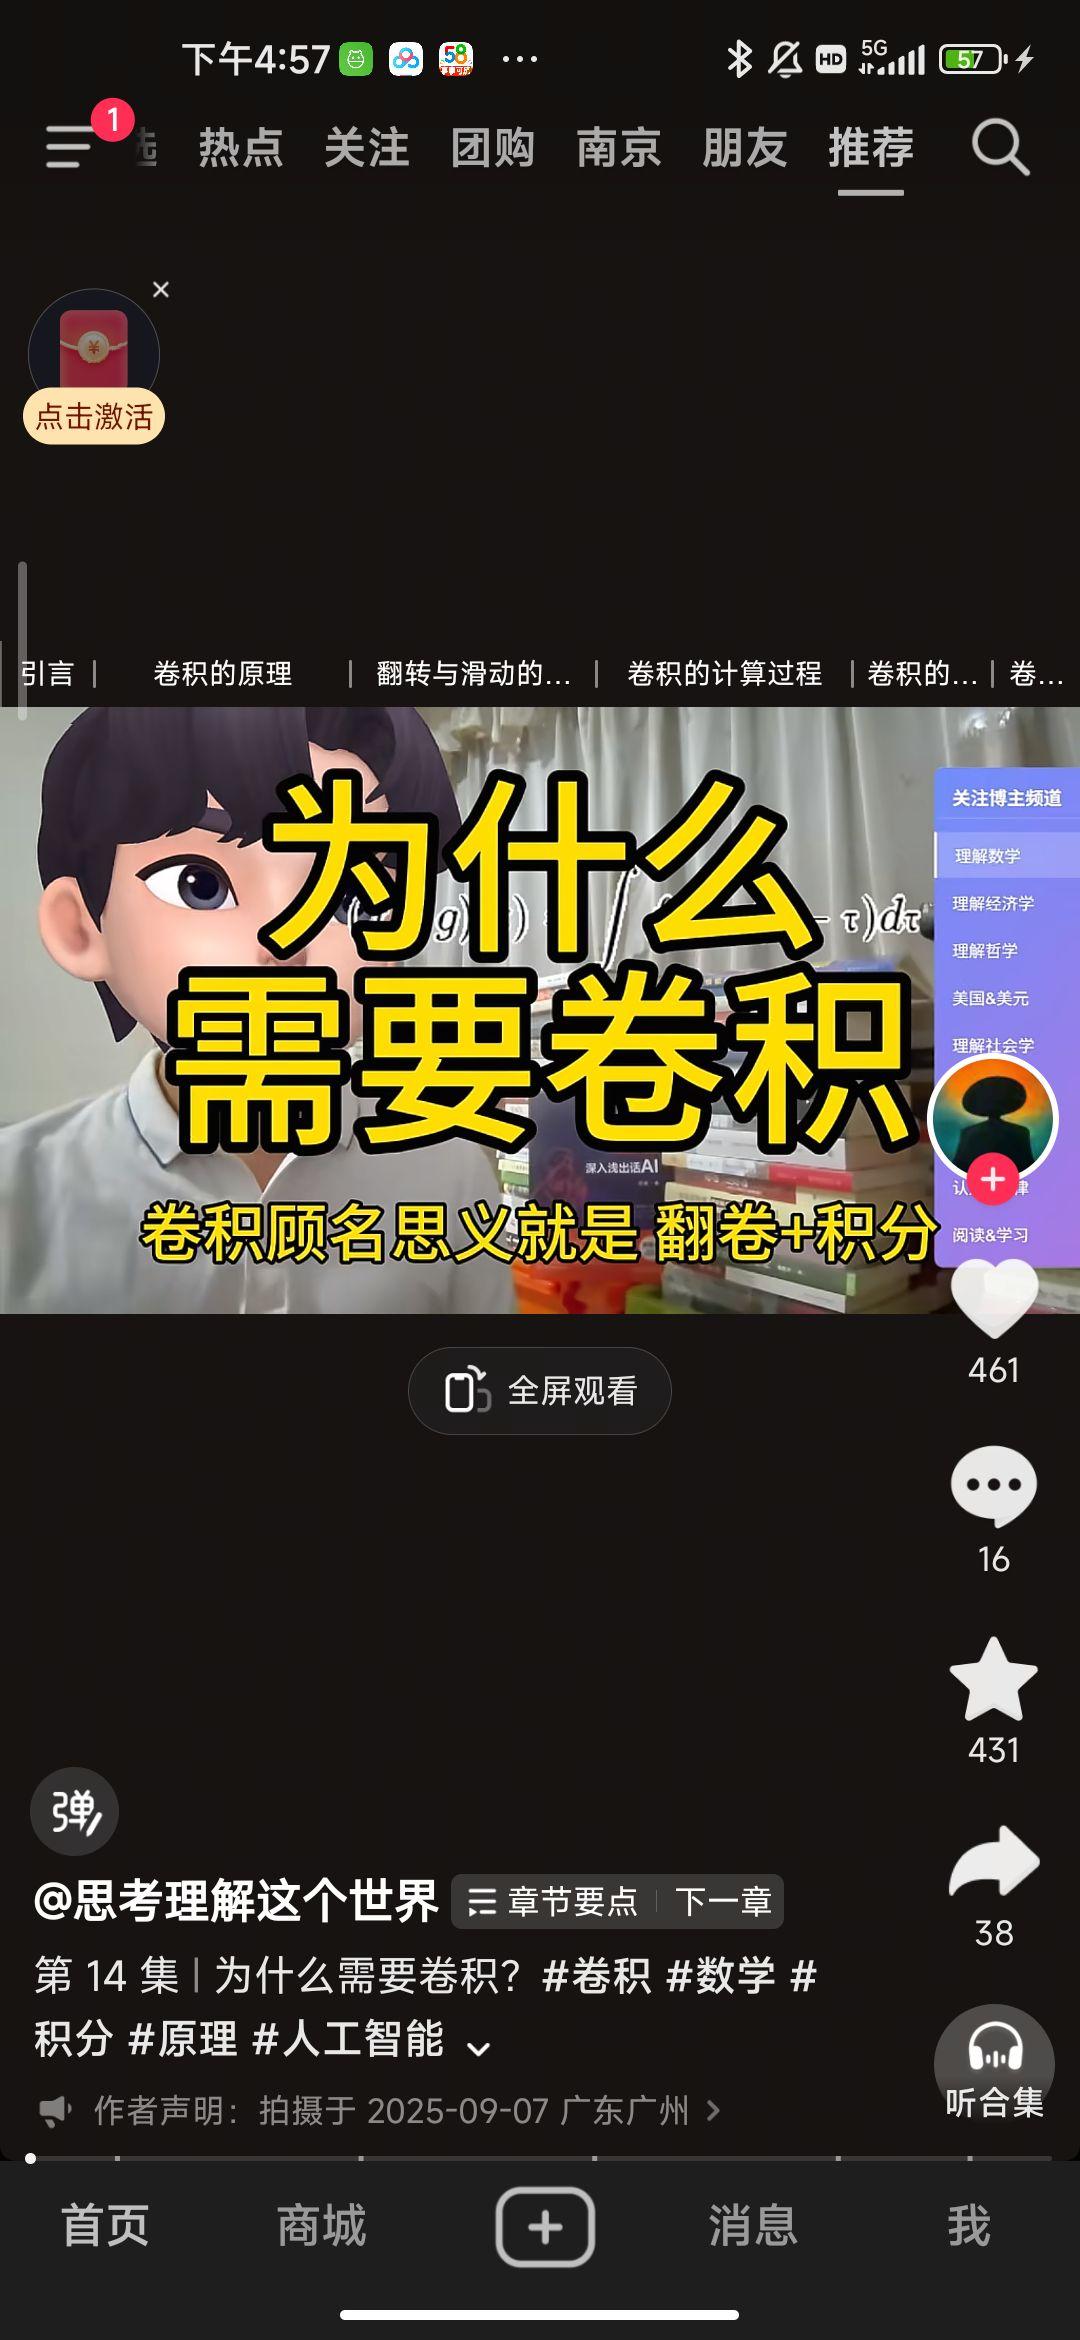 下午4:57
58
HD
5G
57
1
选 热点 关注 团购 南京 朋友 推荐
点击激活
引言 | 卷积的原理 | 翻转与滑动的... | 卷积的计算过程 | 卷积的... | 卷...
为什么
需要卷积
τ)dτ
关注博主频道
理解数学
理解经济学
理解哲学
美国&美元
理解社会学
阅读&学习
深入浅出话AI
卷积顾名思义就是 翻卷+积分
全屏观看
461
16
431
38
弹
@思考理解这个世界 章节要点 | 下一章
第 14 集 | 为什么需要卷积？#卷积 #数学 #
积分 #原理 #人工智能
作者声明：拍摄于 2025-09-07 广东广州 >
听合集
首页 商城 消息 我